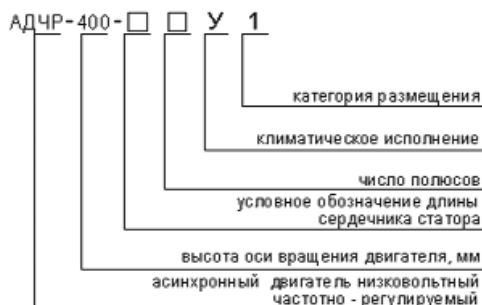 АДЧР-400-□ □ У 1
категория размещения
климатическое исполнение
число полюсов
условное обозначение длины
сердечника статора
высота оси вращения двигателя, мм
асинхронный двигатель низковольтный
частотно - регулируемый